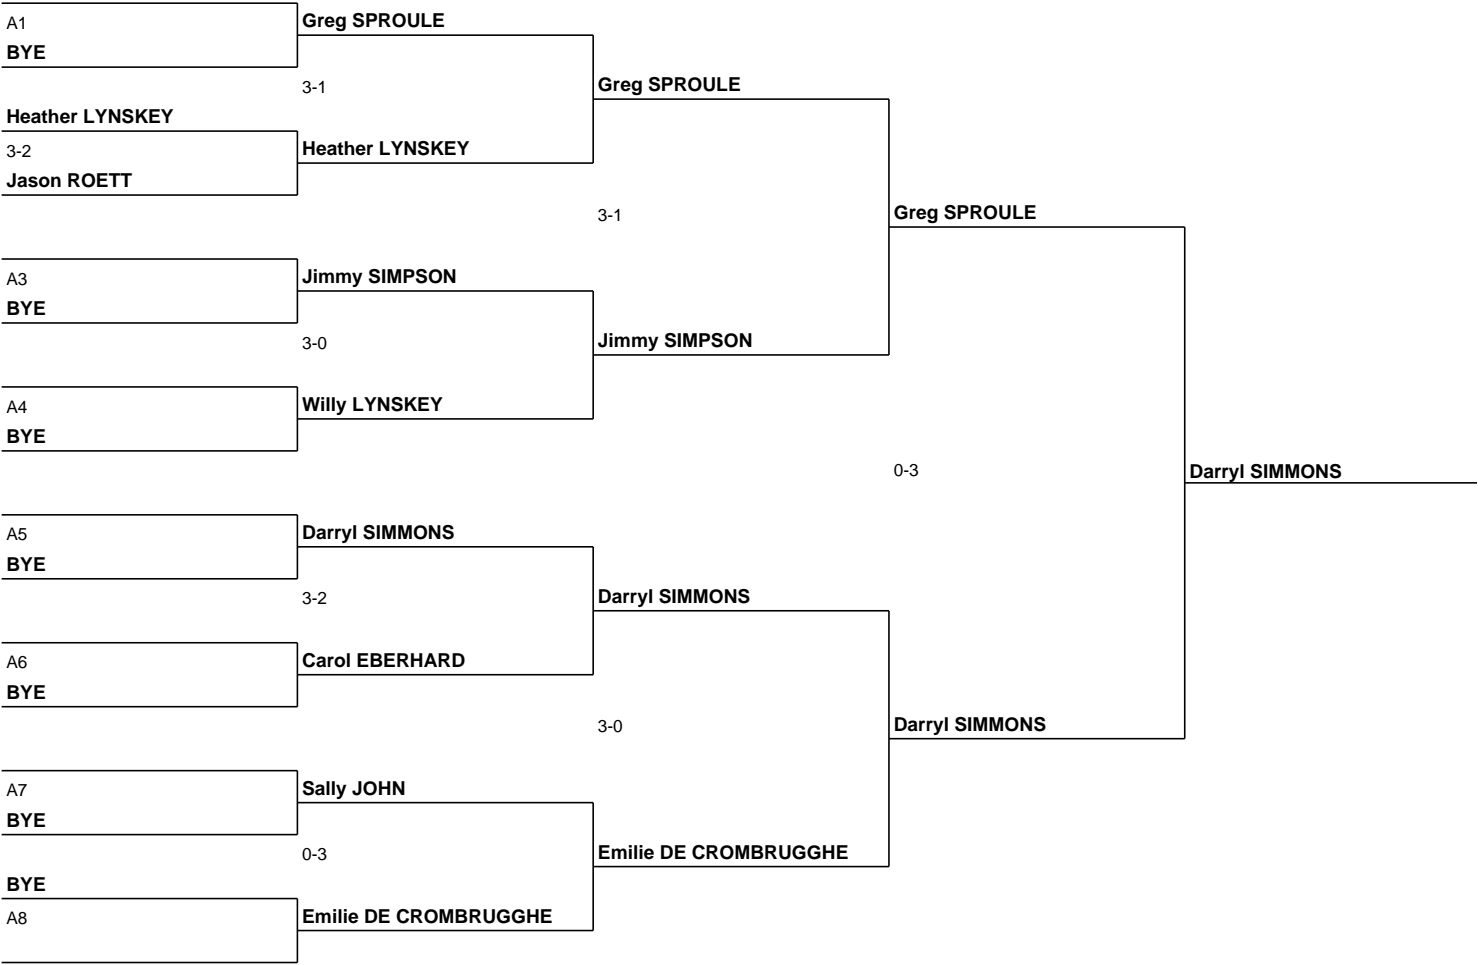 A1
BYE
Greg SPROULE
3-1
Greg SPROULE
Heather LYNSKEY
3-2
Jason ROETT
Heather LYNSKEY
3-1
Greg SPROULE
A3
BYE
Jimmy SIMPSON
3-0
Jimmy SIMPSON
A4
BYE
Willy LYNSKEY
0-3
Darryl SIMMONS
A5
BYE
Darryl SIMMONS
3-2
Darryl SIMMONS
A6
BYE
Carol EBERHARD
3-0
Darryl SIMMONS
A7
BYE
Sally JOHN
0-3
Emilie DE CROMBRUGGHE
BYE
A8
Emilie DE CROMBRUGGHE